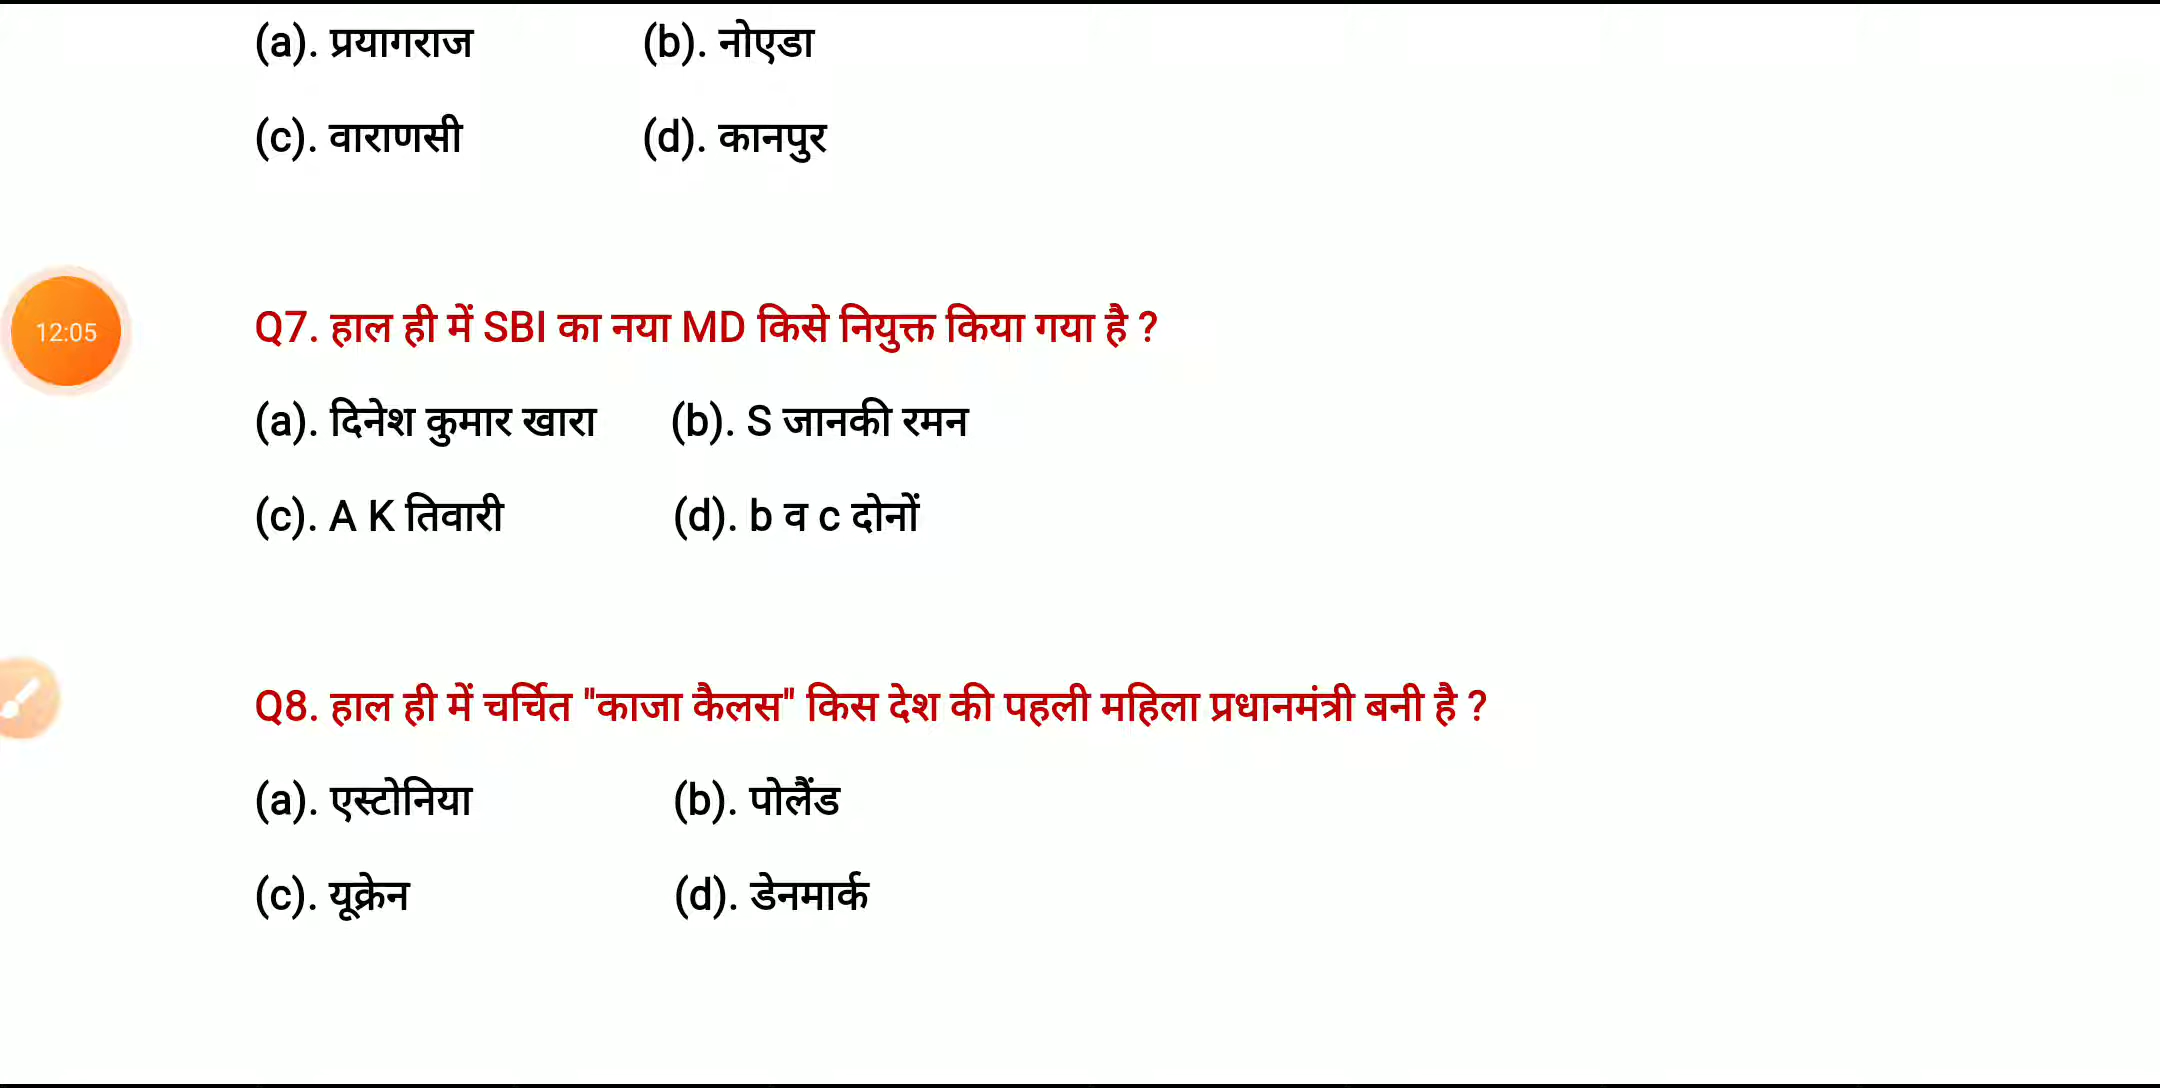 (a). प्रयागराज (b). नोएडा
(c). वाराणसी (d). कानपुर
12:05
Q7. हाल ही में SBI का नया MD किसे नियुक्त किया गया है ?
(a). दिनेश कुमार खारा (b). S जानकी रमन
(c). A K तिवारी (d). b व c दोनों
Q8. हाल ही में चर्चित "काजा कैलस" किस देश की पहली महिला प्रधानमंत्री बनी है ?
(a). एस्टोनिया (b). पोलैंड
(c). यूक्रेन (d). डेनमार्क